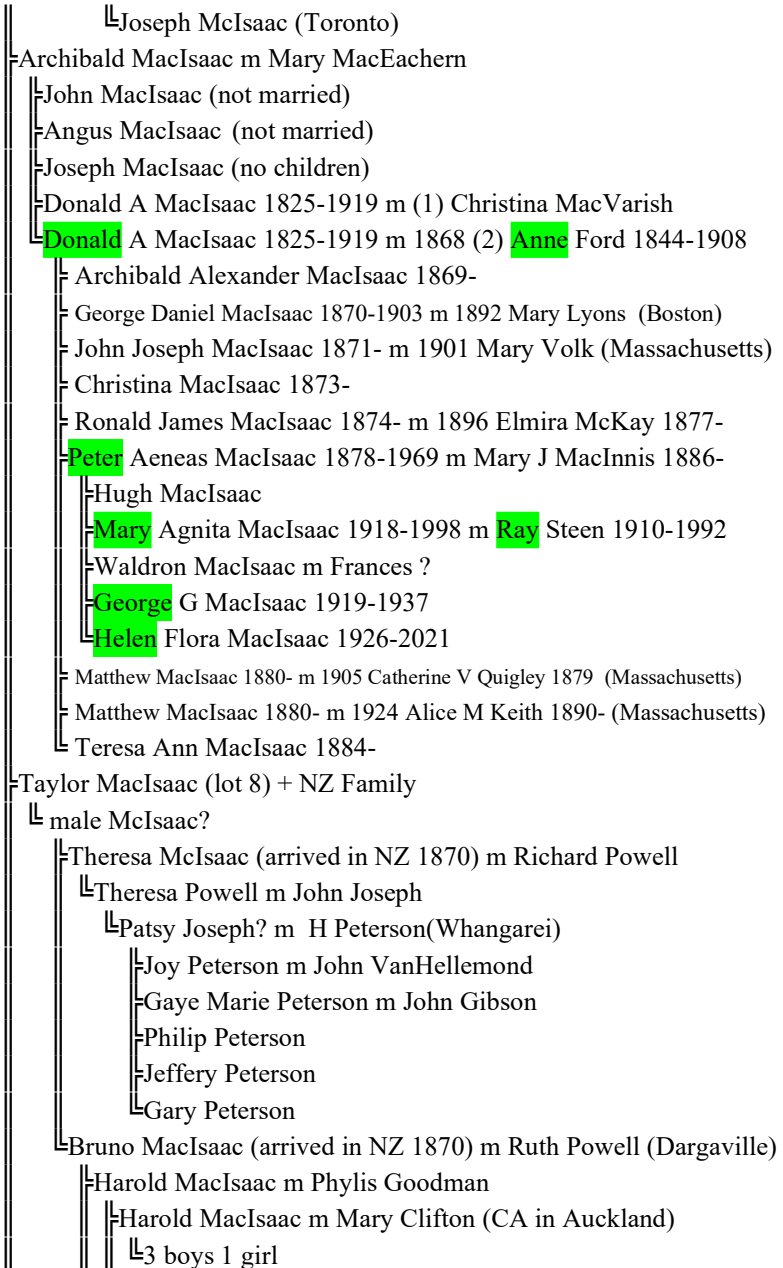 Joseph McIsaac (Toronto)
Archibald MacIsaac m Mary MacEachern
John MacIsaac (not married)
Angus MacIsaac (not married)
Joseph MacIsaac (no children)
Donald A MacIsaac 1825-1919 m (1) Christina MacVarish
Donald A MacIsaac 1825-1919 m 1868 (2) Anne Ford 1844-1908
Archibald Alexander MacIsaac 1869-
George Daniel MacIsaac 1870-1903 m 1892 Mary Lyons (Boston)
John Joseph MacIsaac 1871- m 1901 Mary Volk (Massachusetts)
Christina MacIsaac 1873-
Ronald James MacIsaac 1874- m 1896 Elmira McKay 1877-
Peter Aeneas MacIsaac 1878-1969 m Mary J MacInnis 1886-
Hugh MacIsaac
Mary Agnita MacIsaac 1918-1998 m Ray Steen 1910-1992
Waldron MacIsaac m Frances ?
George G MacIsaac 1919-1937
Helen Flora MacIsaac 1926-2021
Matthew MacIsaac 1880- m 1905 Catherine V Quigley 1879 (Massachusetts)
Matthew MacIsaac 1880- m 1924 Alice M Keith 1890- (Massachusetts)
Teresa Ann MacIsaac 1884-
Taylor MacIsaac (lot 8) + NZ Family
male McIsaac?
Theresa McIsaac (arrived in NZ 1870) m Richard Powell
Theresa Powell m John Joseph
Patsy Joseph? m H Peterson(Whangarei)
Joy Peterson m John VanHellemond
Gaye Marie Peterson m John Gibson
Philip Peterson
Jeffery Peterson
Gary Peterson
Bruno MacIsaac (arrived in NZ 1870) m Ruth Powell (Dargaville)
Harold MacIsaac m Phylis Goodman
Harold MacIsaac m Mary Clifton (CA in Auckland)
3 boys 1 girl